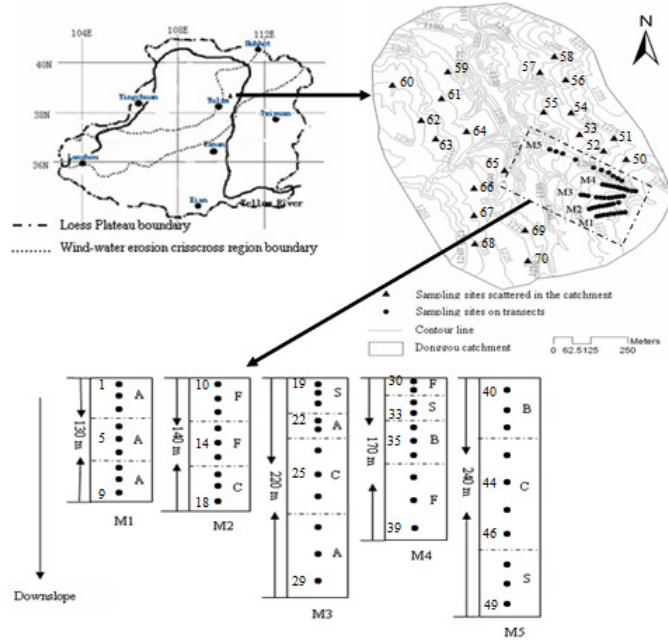 104E 108E 112E
Hohhot
40N
Yingchuan
Yulin
38N
Taiyuan
Yanan
36N
Lanzhou
Xian
Yellow River
Loess Plateau boundary
Wind-water erosion crisscross region boundary
N
58
57
59
56
60
61
55
54
62
64
53
51
63
52
M5
50
65
M4
66
M3
M2
67
M1
69
68
70
Sampling sites scattered in the catchment
Sampling sites on transects
Contour line
Donggou catchment
Meters
0 62.5 125 250
1 A
5 A
9 A
130 m
M1
10 F
14 F
18 C
140 m
M2
19 S
22 A
25 C
A
29
220 m
M3
30 F
33 S
35 B
F
39
170 m
M4
40 B
44 C
46
S
49
240 m
M5
Downslope